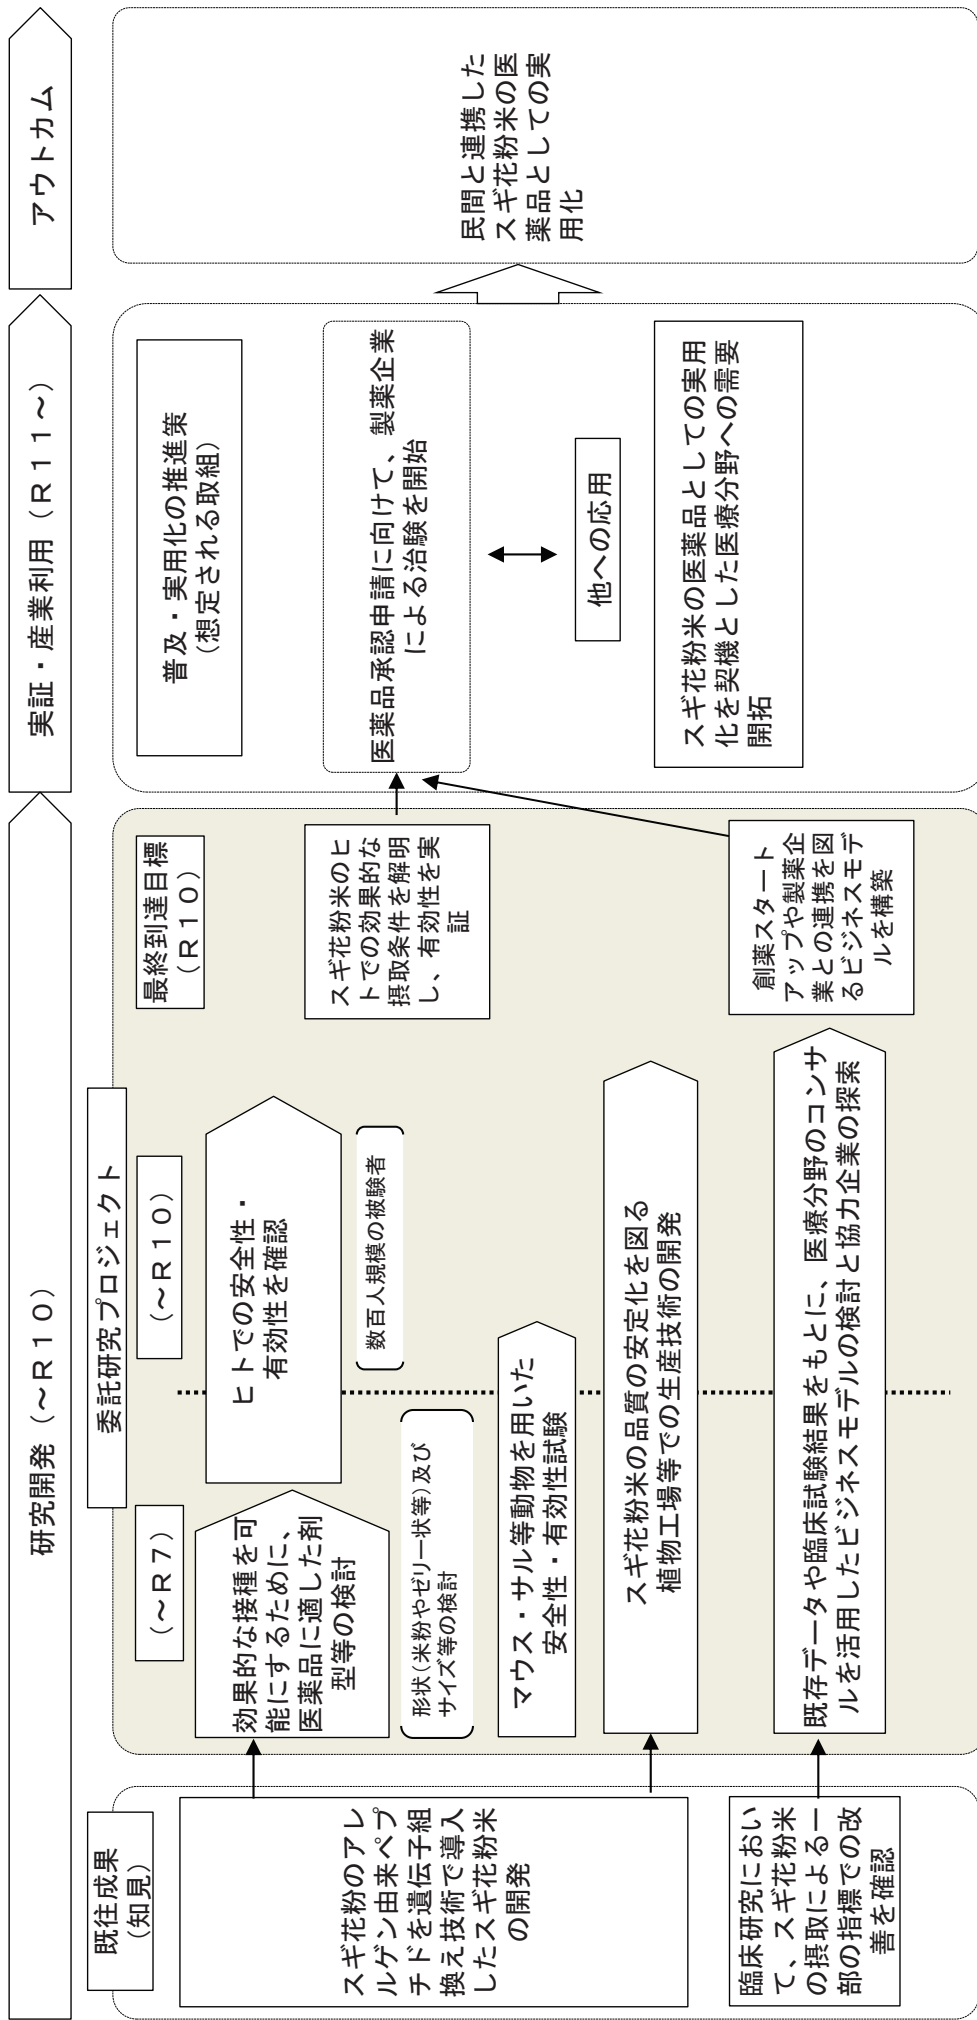 研究開発（～R10）
実証・産業利用（R11～）
アウトカム
既往成果
（知見）
スギ花粉のアレ
ルゲン由来ペプ
チドを遺伝子組
換え技術で導入
したスギ花粉米
の開発
臨床研究におい
て、スギ花粉米
の摂取による一
部の指標での改
善を確認
委託研究プロジェクト
（～R7）
（～R10）
効果的な接種を可
能にするために、
医薬品に適した剤
型等の検討
形状（米粉やゼリー状等）及び
サイズ等の検討
ヒトでの安全性・
有効性を確認
数百人規模の被験者
マウス・サル等動物を用いた
安全性・有効性試験
スギ花粉米の品質の安定化を図る
植物工場等での生産技術の開発
既存データや臨床試験結果をもとに、医療分野のコンサ
ルを活用したビジネスモデルの検討と協力企業の探索
最終到達目標
（R10）
スギ花粉米のヒ
トでの効果的な
摂取条件を解明
し、有効性を実
証
創薬スタート
アップや製薬企
業との連携を図
るビジネスモデ
ルを構築
普及・実用化の推進策
（想定される取組）
医薬品承認申請に向けて、製薬企業
による治験を開始
他への応用
スギ花粉米の医薬品としての実用
化を契機とした医療分野への需要
開拓
民間と連携した
スギ花粉米の医
薬品としての実
用化